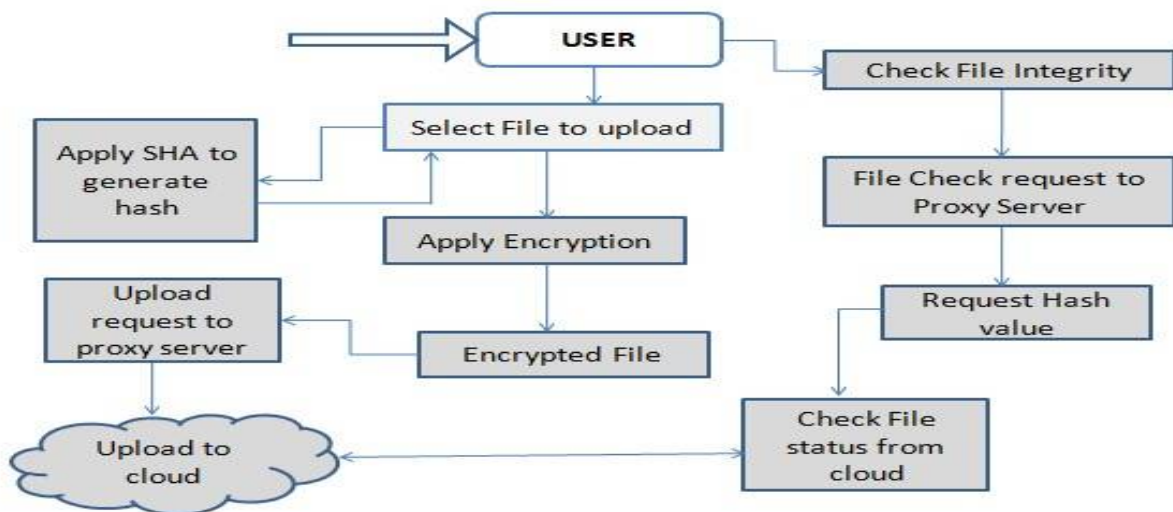 USER
Check File Integrity
Select File to upload
Apply SHA to
generate
hash
File Check request to
Proxy Server
Apply Encryption
Upload
request to
proxy server
Request Hash
value
Encrypted File
Check File
status from
cloud
Upload to
cloud